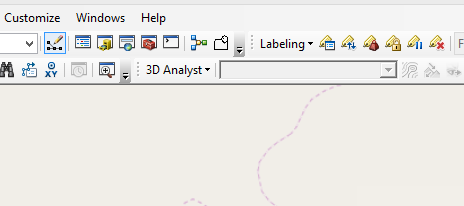 Customize Windows Help
Labeling F
XY 3D Analyst